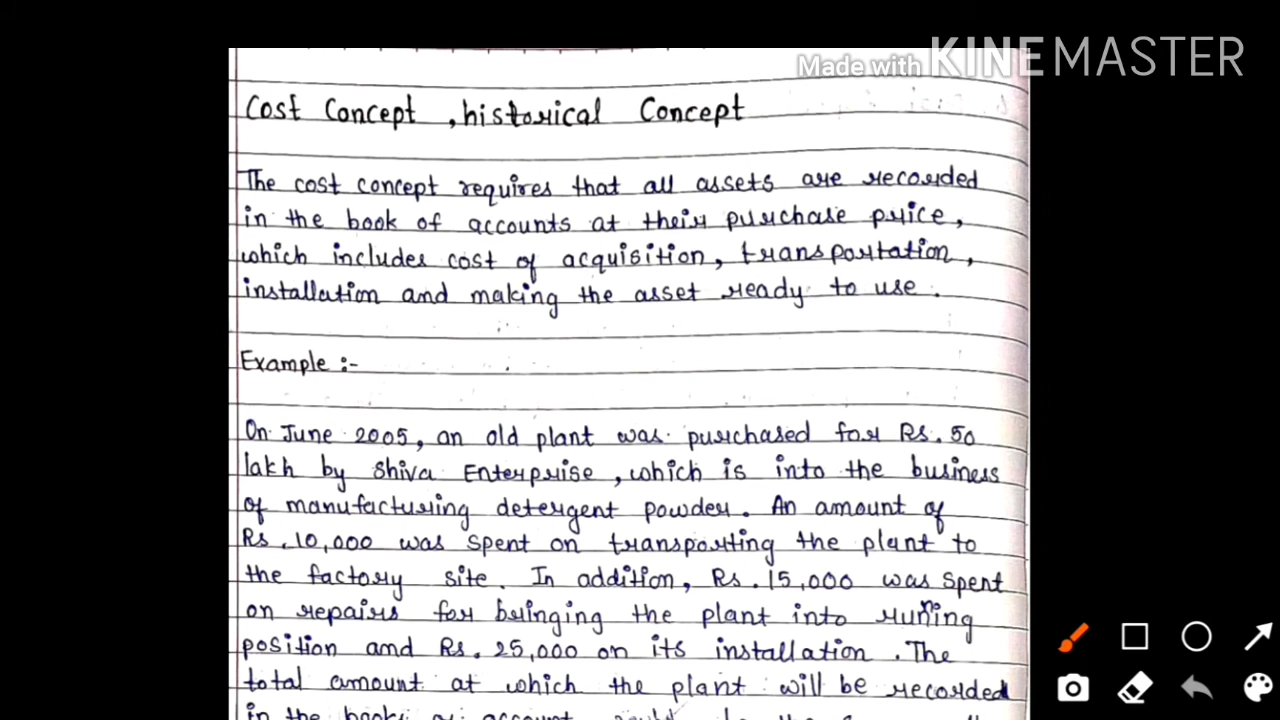 Made with KINEMASTER
Cost Concept , historical Concept
The cost concept requires that all assets are recorded
in the book of accounts at their purchase price,
which includes cost of acquisition, transportation,
installation and making the asset ready to use.
Example :-
On June 2005, an old plant was purchased for Rs. 50
lakh by Shiva Enterprise, which is into the business
of manufacturing detergent powder. An amount of
Rs. 10,000 was spent on transporting the plant to
the factory site. In addition, Rs. 15,000 was spent
on repairs for bringing the plant into running
position and Rs. 25,000 on its installation. The
total amount at which the plant will be recorded
in the books account